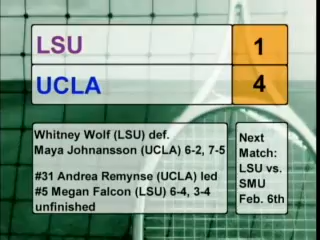 LSU 1
UCLA 4
Whitney Wolf (LSU) def.
Maya Johnansson (UCLA) 6-2, 7-5
#31 Andrea Remynse (UCLA) led
#5 Megan Falcon (LSU) 6-4, 3-4
unfinished
Next
Match:
LSU vs.
SMU
Feb. 6th